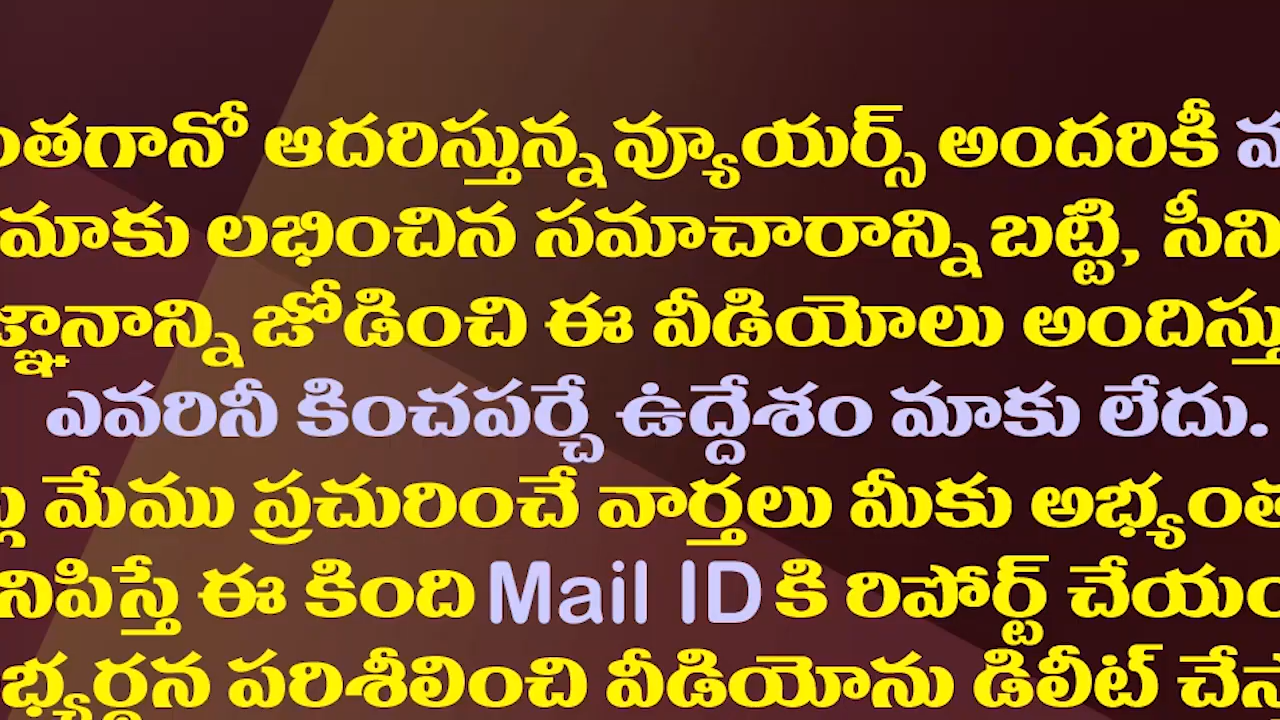 ంతగానో ఆదరిస్తున్న వ్యూయర్స్ అందరికీ
మాకు లభించిన సమాచారాన్ని బట్టి, సీని
జ్ఞానాన్ని జోడించి ఈ వీడియోలు అందిస్తు
ఎవరినీ కించపర్చే ఉద్దేశం మాకు లేదు.
మేము ప్రచురించే వార్తలు మీకు అభ్యంత
నిపిస్తే ఈ కింది Mail ID కి రిపోర్ట్ చేయం
భ్యర్థన పరిశీలించి వీడియోను డిలీట్ చేస